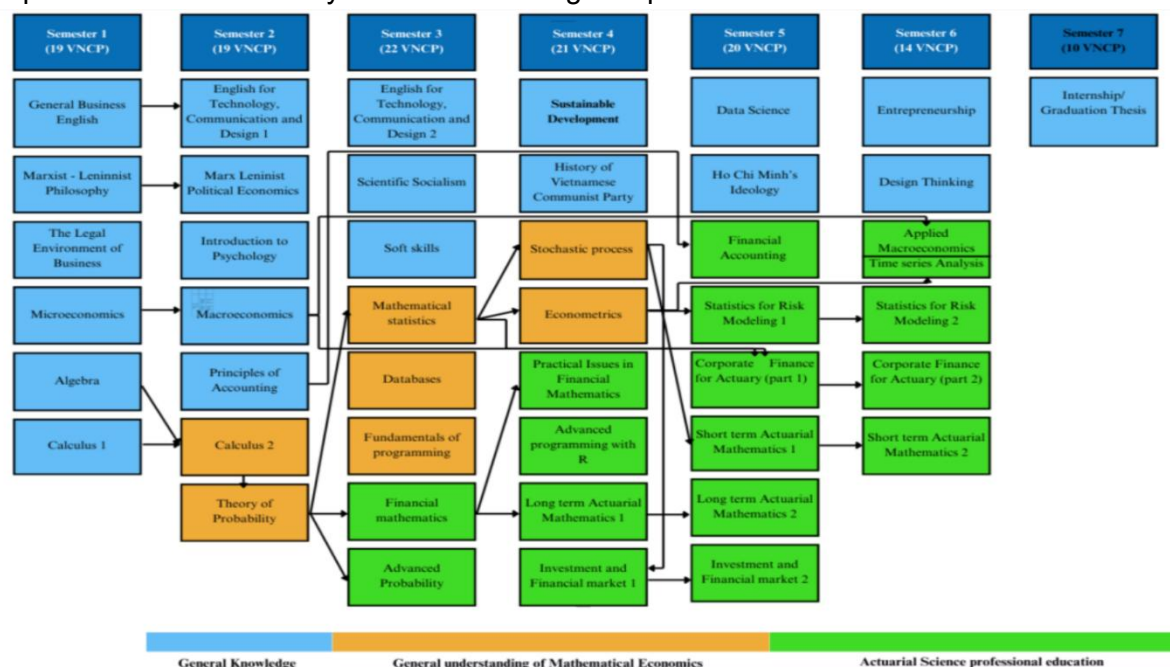 Semester 1
(19 VNCP)
General Business
English
Marxist - Leninnist
Philosophy
The Legal
Environment of
Business
Microeconomics
Algebra
Calculus 1
Semester 2
(19 VNCP)
English for
Technology,
Communication and
Design 1
Marx Leninist
Political Economics
Introduction to
Psychology
Macroeconomics
Principles of
Accounting
Calculus 2
Theory of
Probability
Semester 3
(22 VNCP)
English for
Technology,
Communication and
Design 2
Scientific Socialism
Soft skills
Mathematical
statistics
Databases
Fundamentals of
programming
Financial
mathematics
Advanced
Probability
Semester 4
(21 VNCP)
Sustainable
Development
History of
Vietnamese
Communist Party
Stochastic process
Econometrics
Practical Issues in
Financial
Mathematics
Advanced
programming with
R
Long term Actuarial
Mathematics 1
Investment and
Financial market 1
Semester 5
(20 VNCP)
Data Science
Ho Chi Minh's
Ideology
Financial
Accounting
Statistics for Risk
Modeling 1
Corporate Finance
for Actuary (part 1)
Short term Actuarial
Mathematics 1
Long term Actuarial
Mathematics 2
Investment and
Financial market 2
Semester 6
(14 VNCP)
Entrepreneurship
Design Thinking
Applied
Macroeconomics
Time series Analysis
Statistics for Risk
Modeling 2
Corporate Finance
for Actuary (part 2)
Short term Actuarial
Mathematics 2
Semester 7
(10 VNCP)
Internship/
Graduation Thesis
General Knowledge
General understanding of Mathematical Economics
Actuarial Science professional education